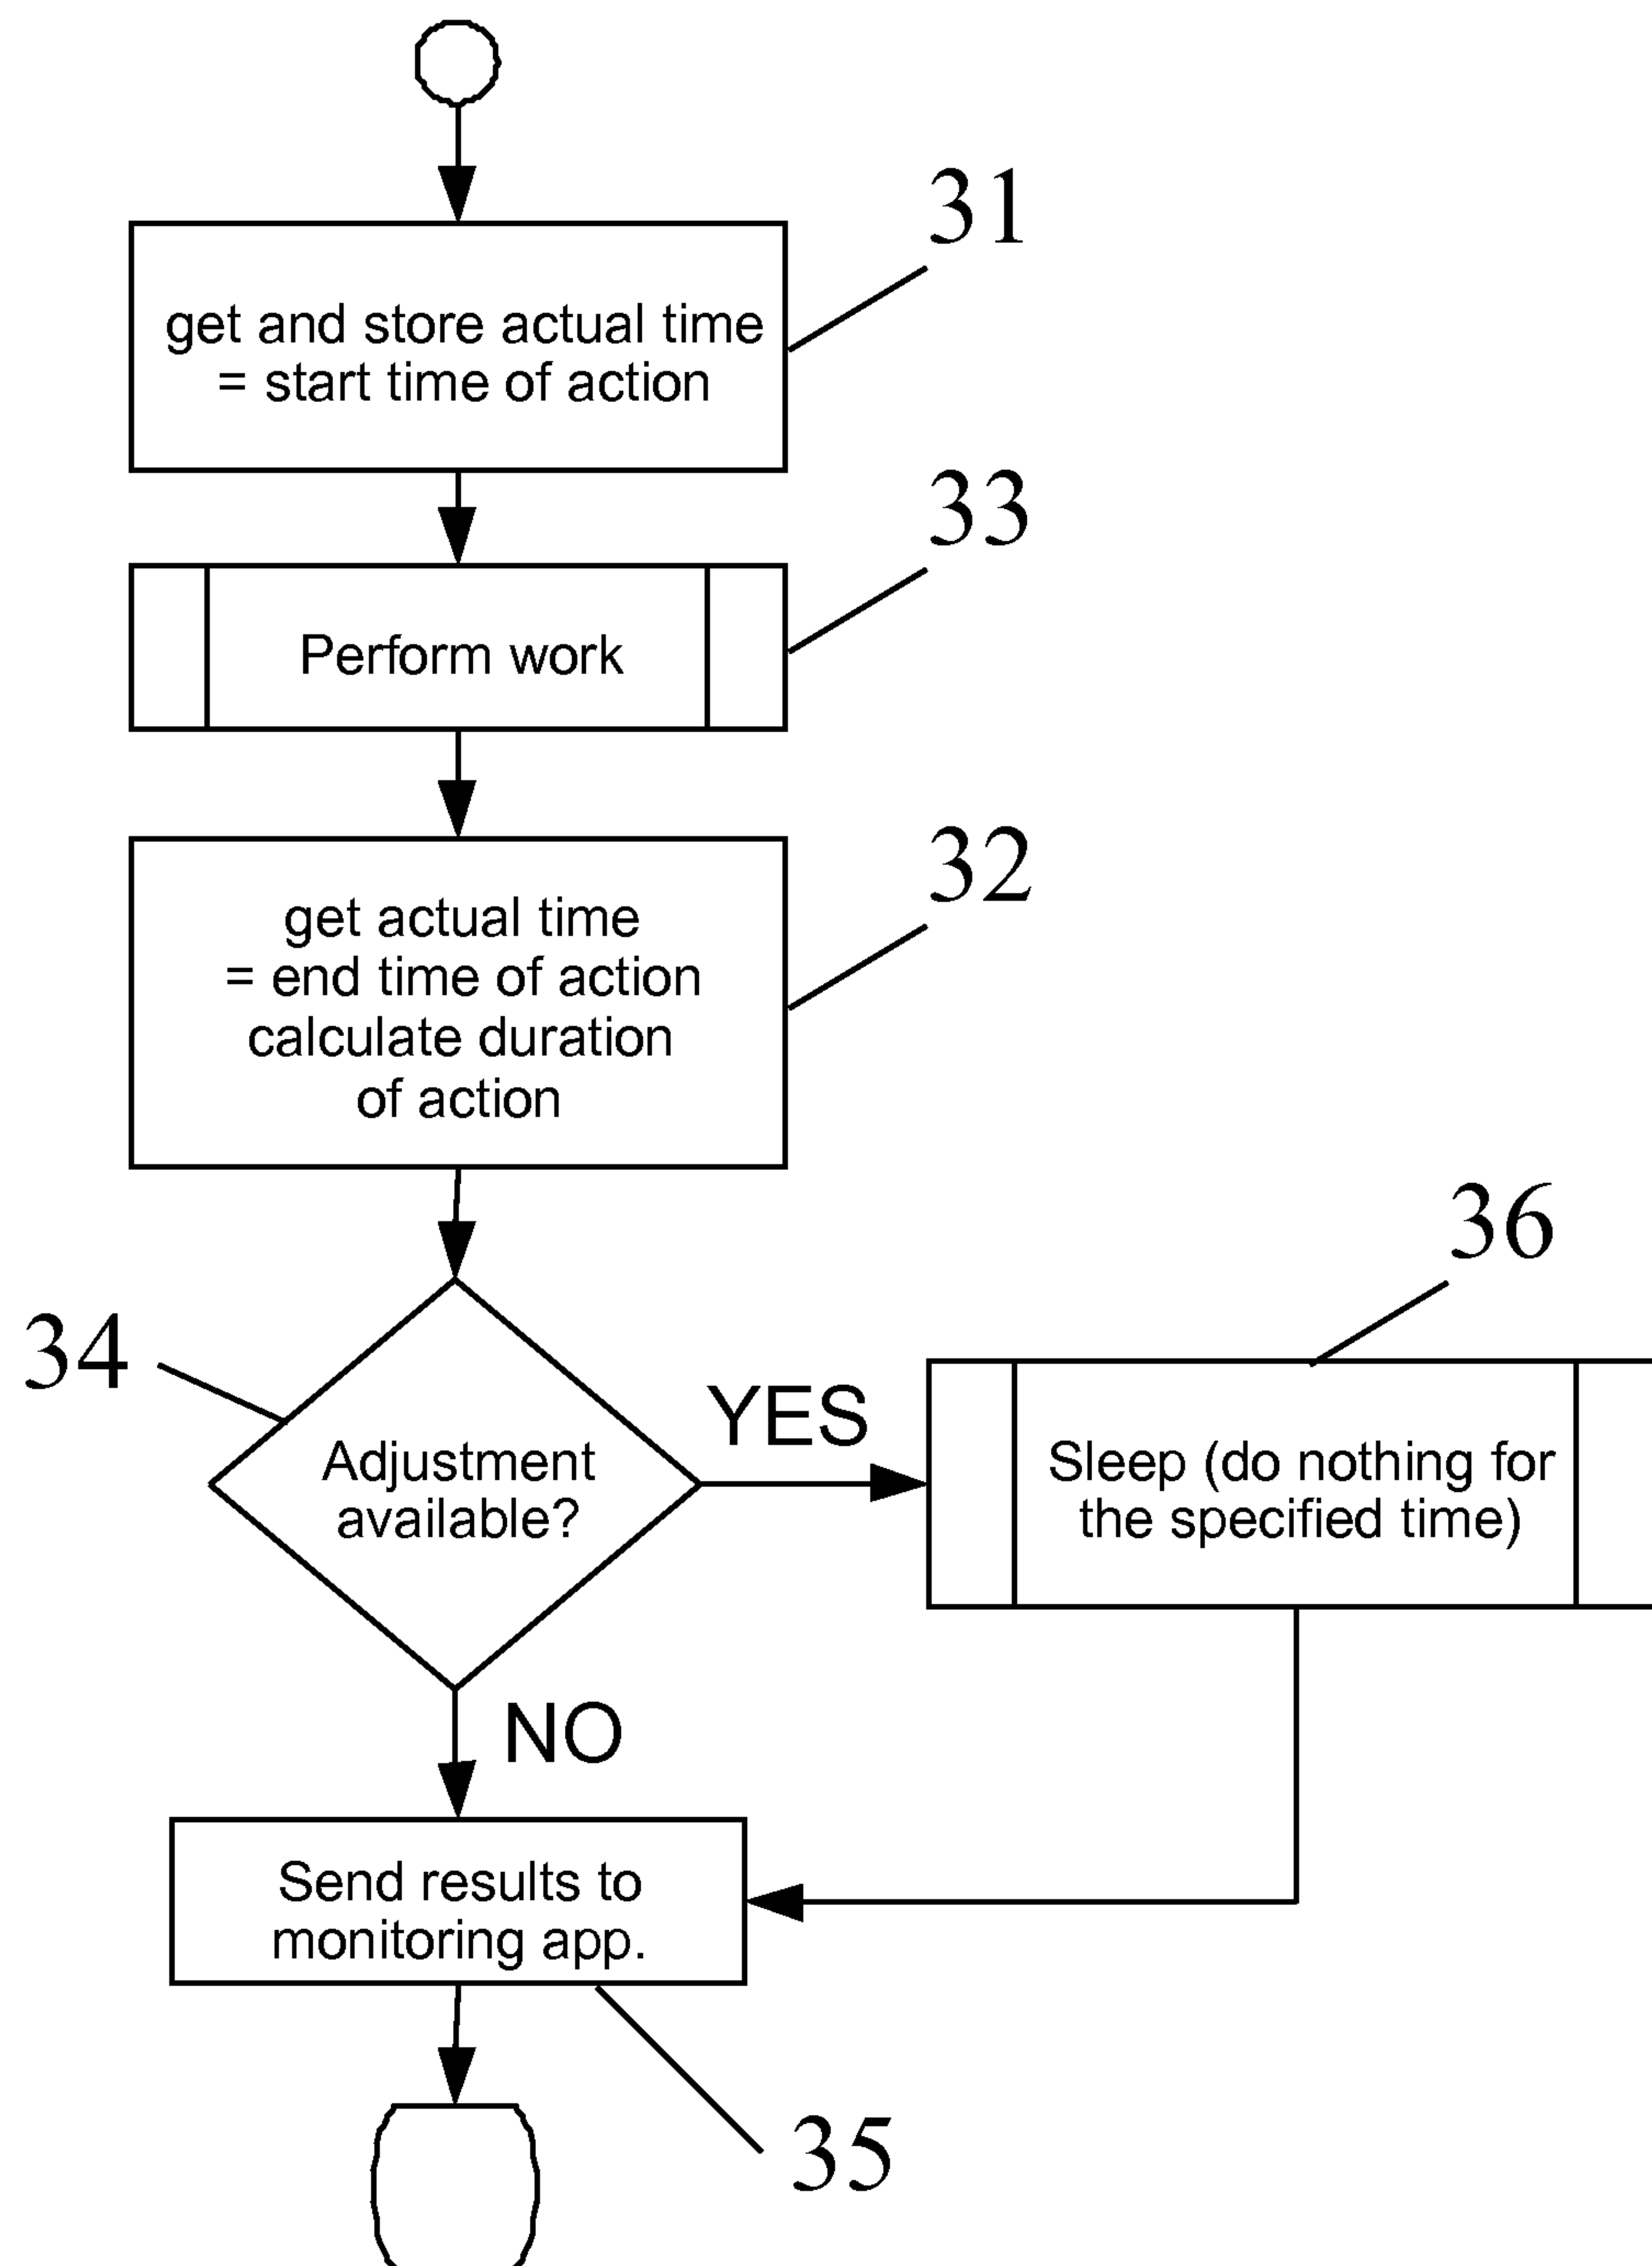 31
get and store actual time
= start time of action
33
Perform work
32
get actual time
= end time of action
calculate duration
of action
36
34
YES
Adjustment
available?
Sleep (do nothing for
the specified time)
NO
Send results to
monitoring app.
35